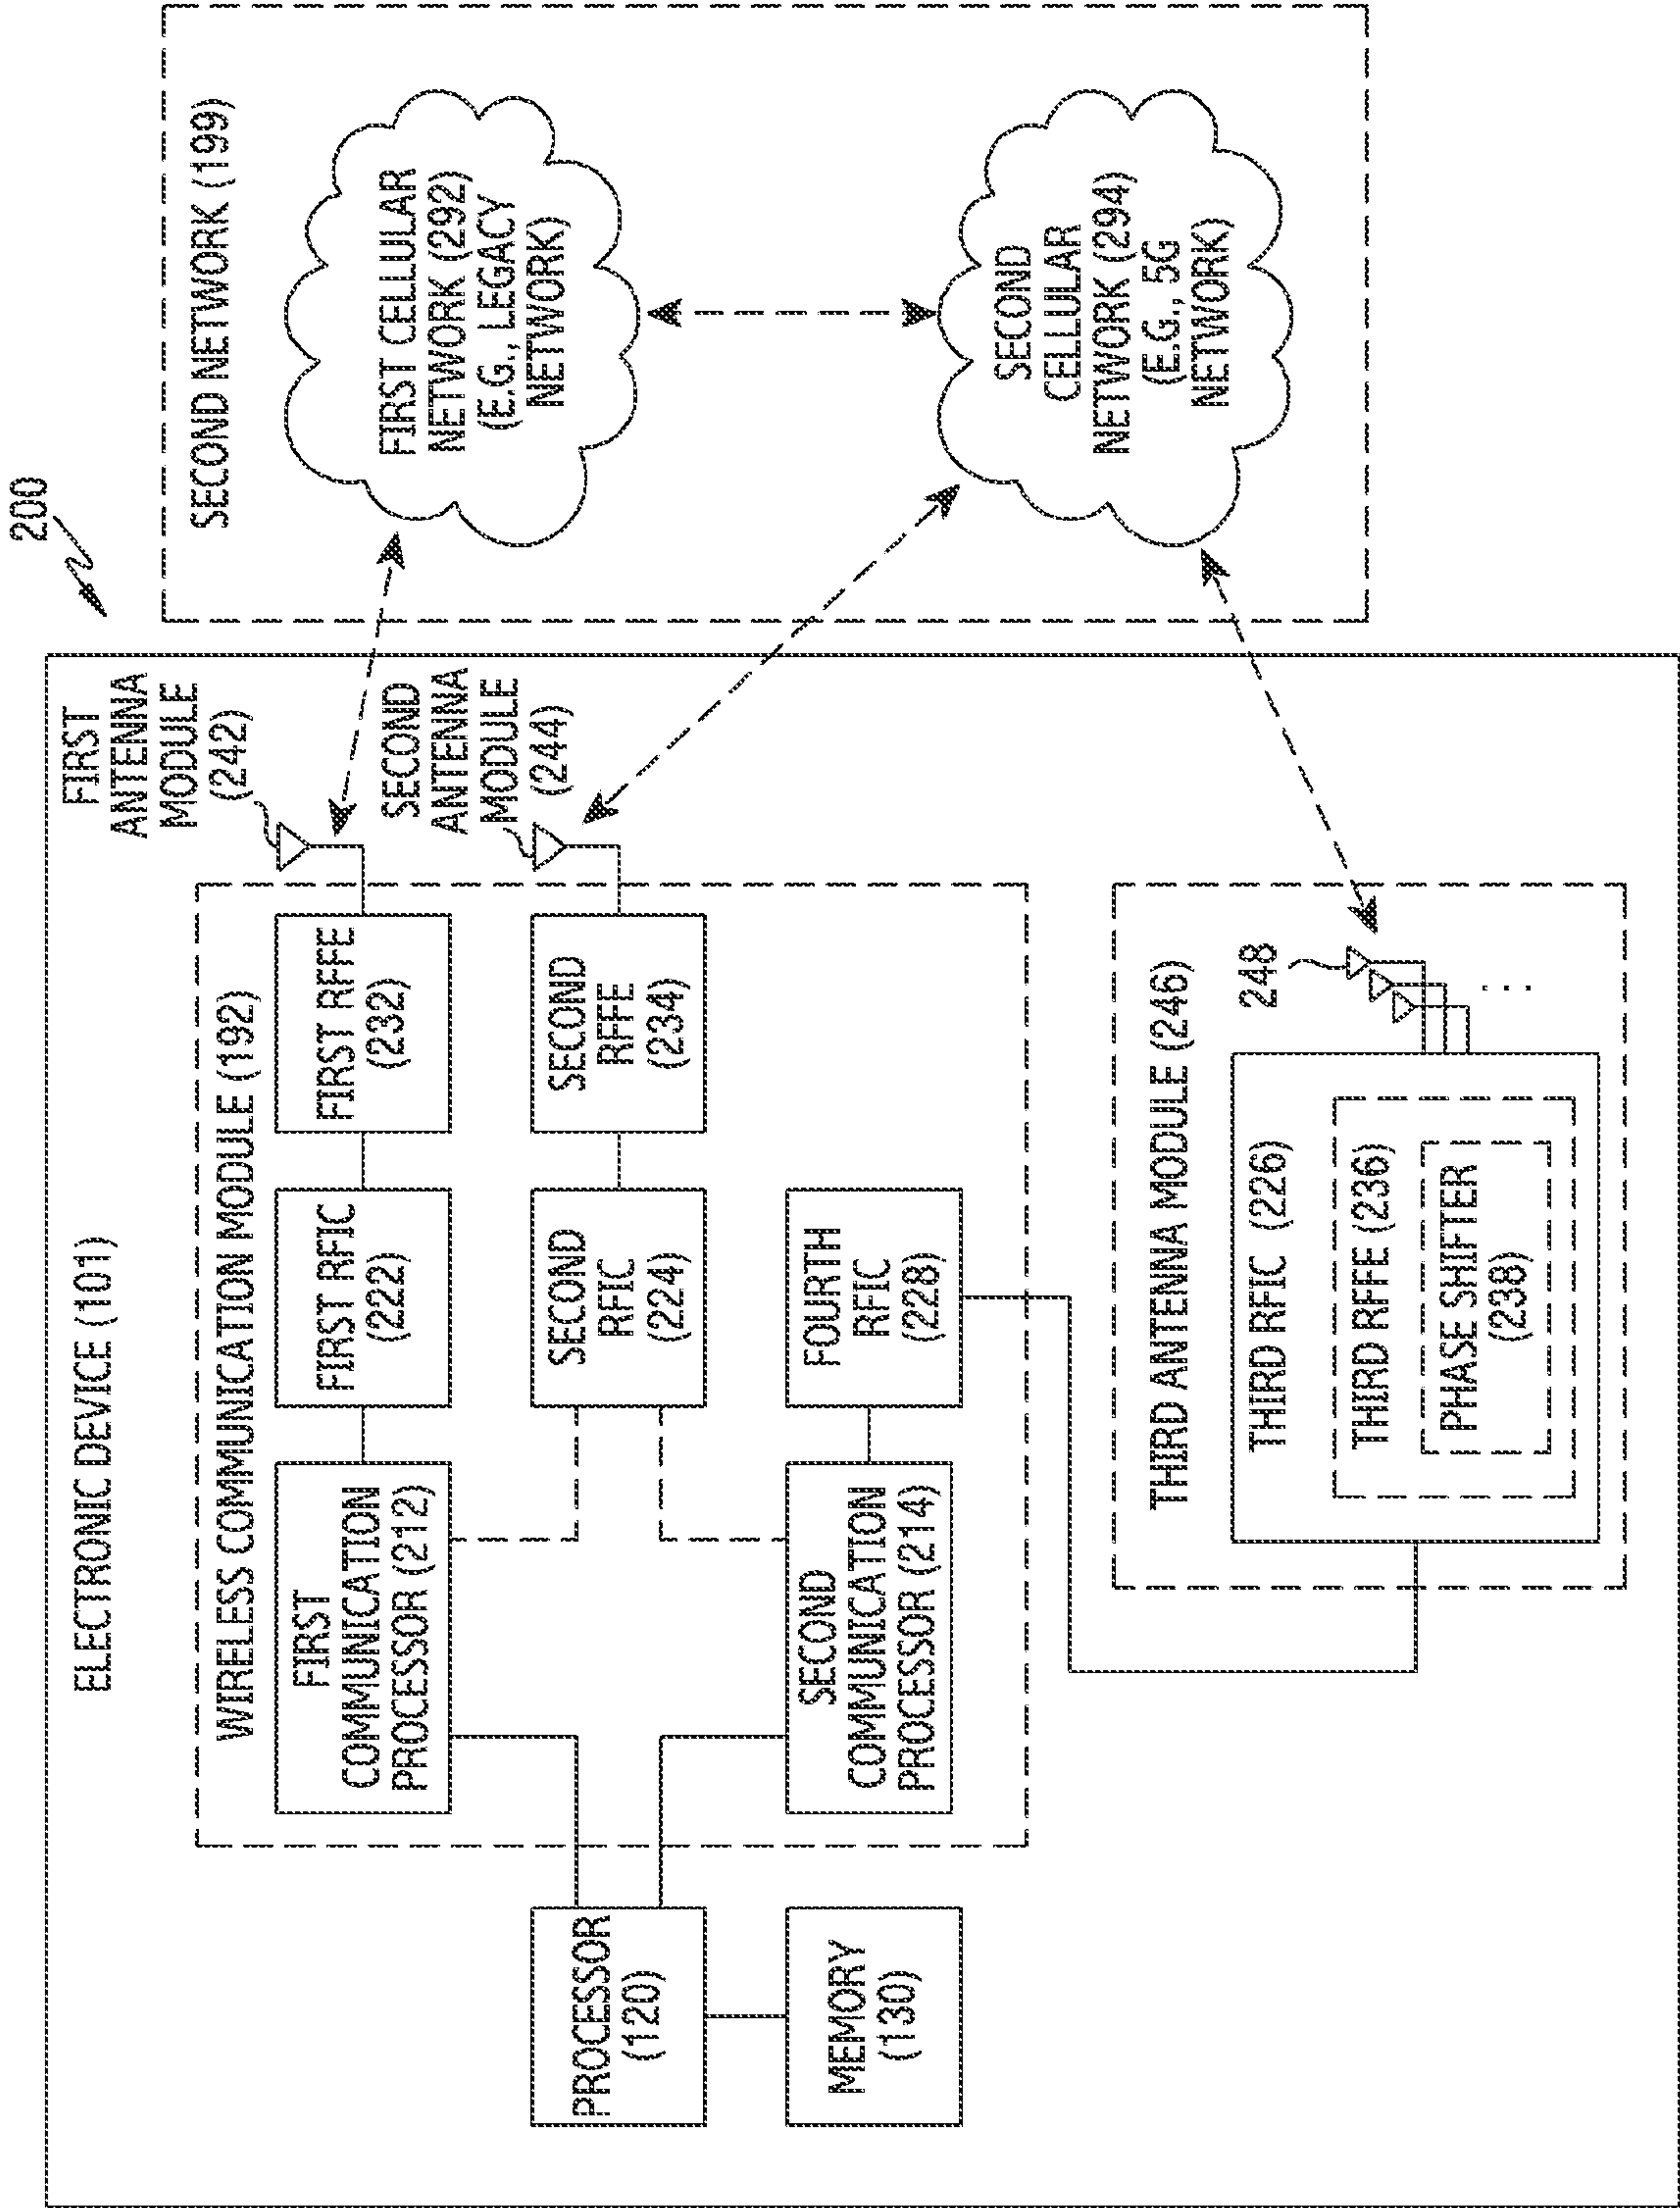 200
ELECTRONIC DEVICE (101)
WIRELESS COMMUNICATION MODULE (192)
FIRST
COMMUNICATION
PROCESSOR (212)
FIRST RFIC
(222)
FIRST RFFE
(232)
FIRST
ANTENNA
MODULE
(242)
PROCESSOR
(120)
SECOND
RFIC
(224)
SECOND
RFFE
(234)
SECOND
ANTENNA
MODULE
(244)
MEMORY
(130)
SECOND
COMMUNICATION
PROCESSOR (214)
FOURTH
RFIC
(228)
THIRD ANTENNA MODULE (246)
THIRD RFIC (226)
THIRD RFFE (236)
PHASE SHIFTER
(238)
248
. . .
SECOND NETWORK (199)
FIRST CELLULAR
NETWORK (292)
(E.G., LEGACY
NETWORK)
SECOND
CELLULAR
NETWORK (294)
(E.G., 5G
NETWORK)